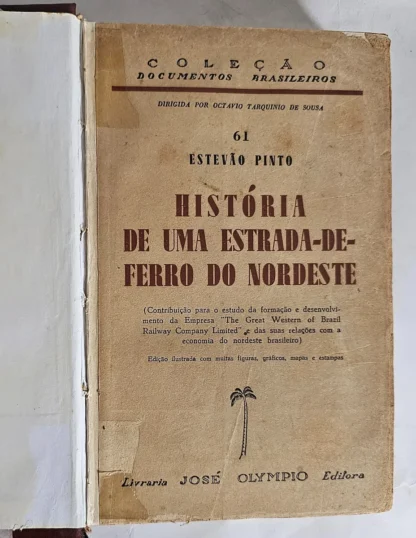 COLEÇÃO
DOCUMENTOS BRASILEIROS
DIRIGIDA POR OCTAVIO TARQUINIO DE SOUSA
61
ESTEVÃO PINTO
HISTÓRIA
DE UMA ESTRADA-DE-
FERRO DO NORDESTE
(Contribuição para o estudo da formação e desenvolvi-
mento da Empresa "The Great Western of Brazil
Railway Company Limited" e das suas relações com a
economia do nordeste brasileiro)
Edição ilustrada com muitas figuras, gráficos, mapas e estampas
Livraria JOSÉ OLYMPIO Editora